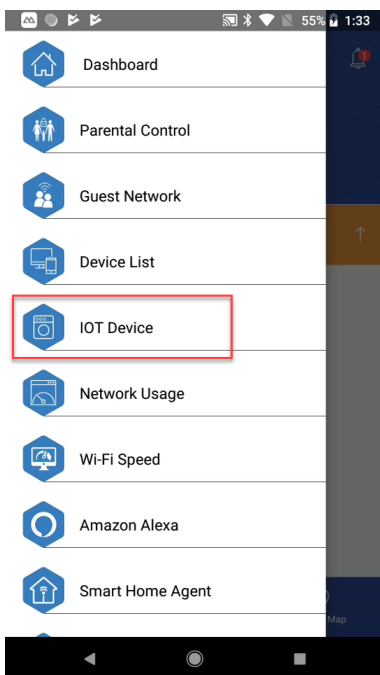 55% 1:33
Dashboard
Parental Control
Guest Network
Device List
IOT Device
Network Usage
Wi-Fi Speed
Amazon Alexa
Smart Home Agent
Map